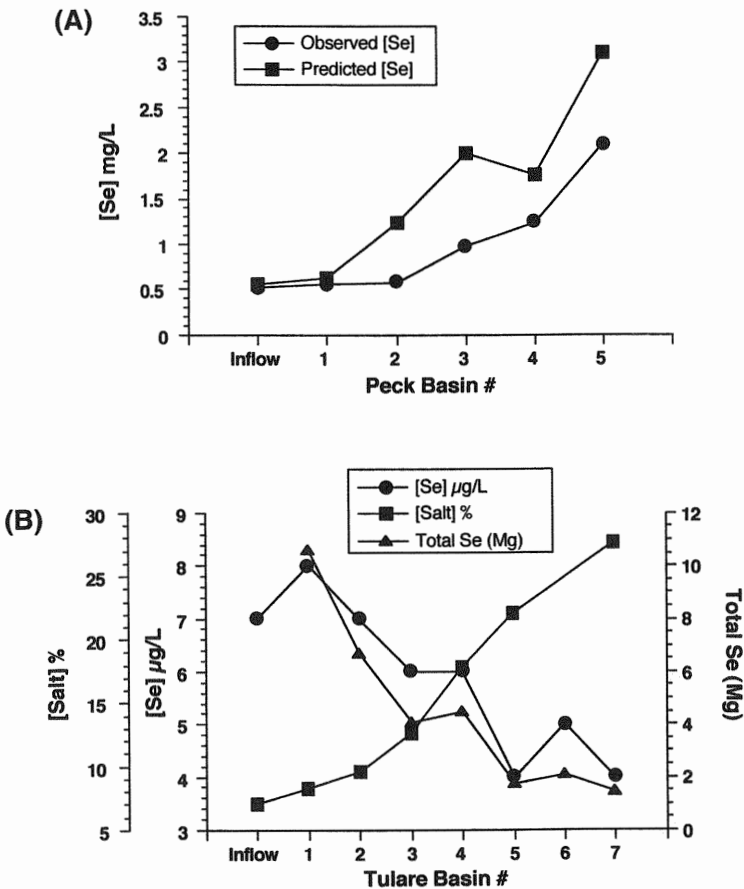 (A)
Observed [Se]
Predicted [Se]
[Se] mg/L
3.5
3
2.5
2
1.5
1
0.5
0
Inflow 1 2 3 4 5
Peck Basin #
(B)
[Se] µg/L
[Salt] %
Total Se (Mg)
[Salt] %
30
25
20
15
10
5
[Se] µg/L
9
8
7
6
5
4
3
12
10
8
6
4
2
0
Total Se (Mg)
Inflow 1 2 3 4 5 6 7
Tulare Basin #